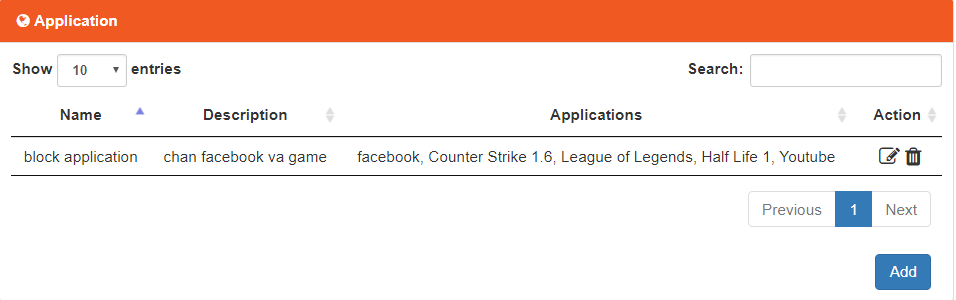 Application
Show 10 entries Search:
Name Description Applications Action
block application chan facebook va game facebook, Counter Strike 1.6, League of Legends, Half Life 1, Youtube
Previous 1 Next
Add